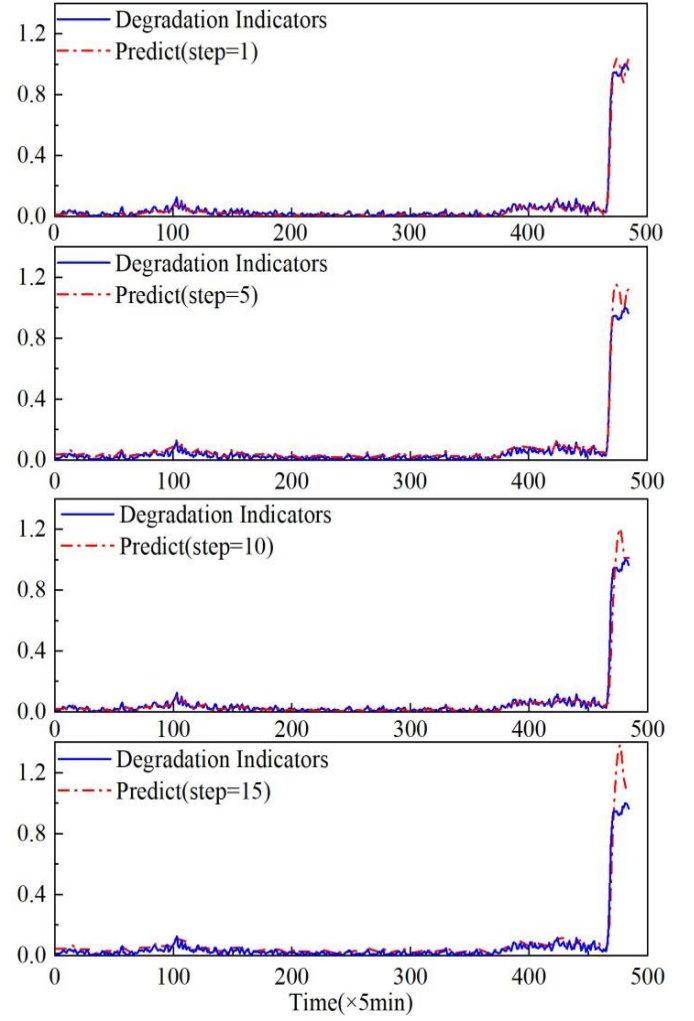 Degradation Indicators
Predict(step=1)
1.2
0.8
0.4
0.0
0 100 200 300 400 500
Degradation Indicators
Predict(step=5)
1.2
0.8
0.4
0.0
0 100 200 300 400 500
Degradation Indicators
Predict(step=10)
1.2
0.8
0.4
0.0
0 100 200 300 400 500
Degradation Indicators
Predict(step=15)
1.2
0.8
0.4
0.0
0 100 200 300 400 500
Time(×5min)